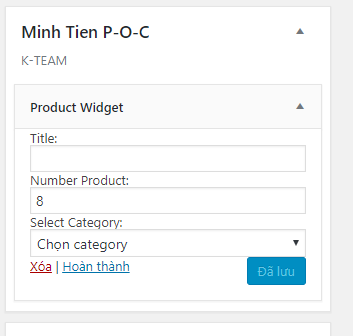 Minh Tien P-O-C
K-TEAM
Product Widget
Title:
Number Product:
8
Select Category:
Chọn category
Xóa | Hoàn thành
Đã lưu